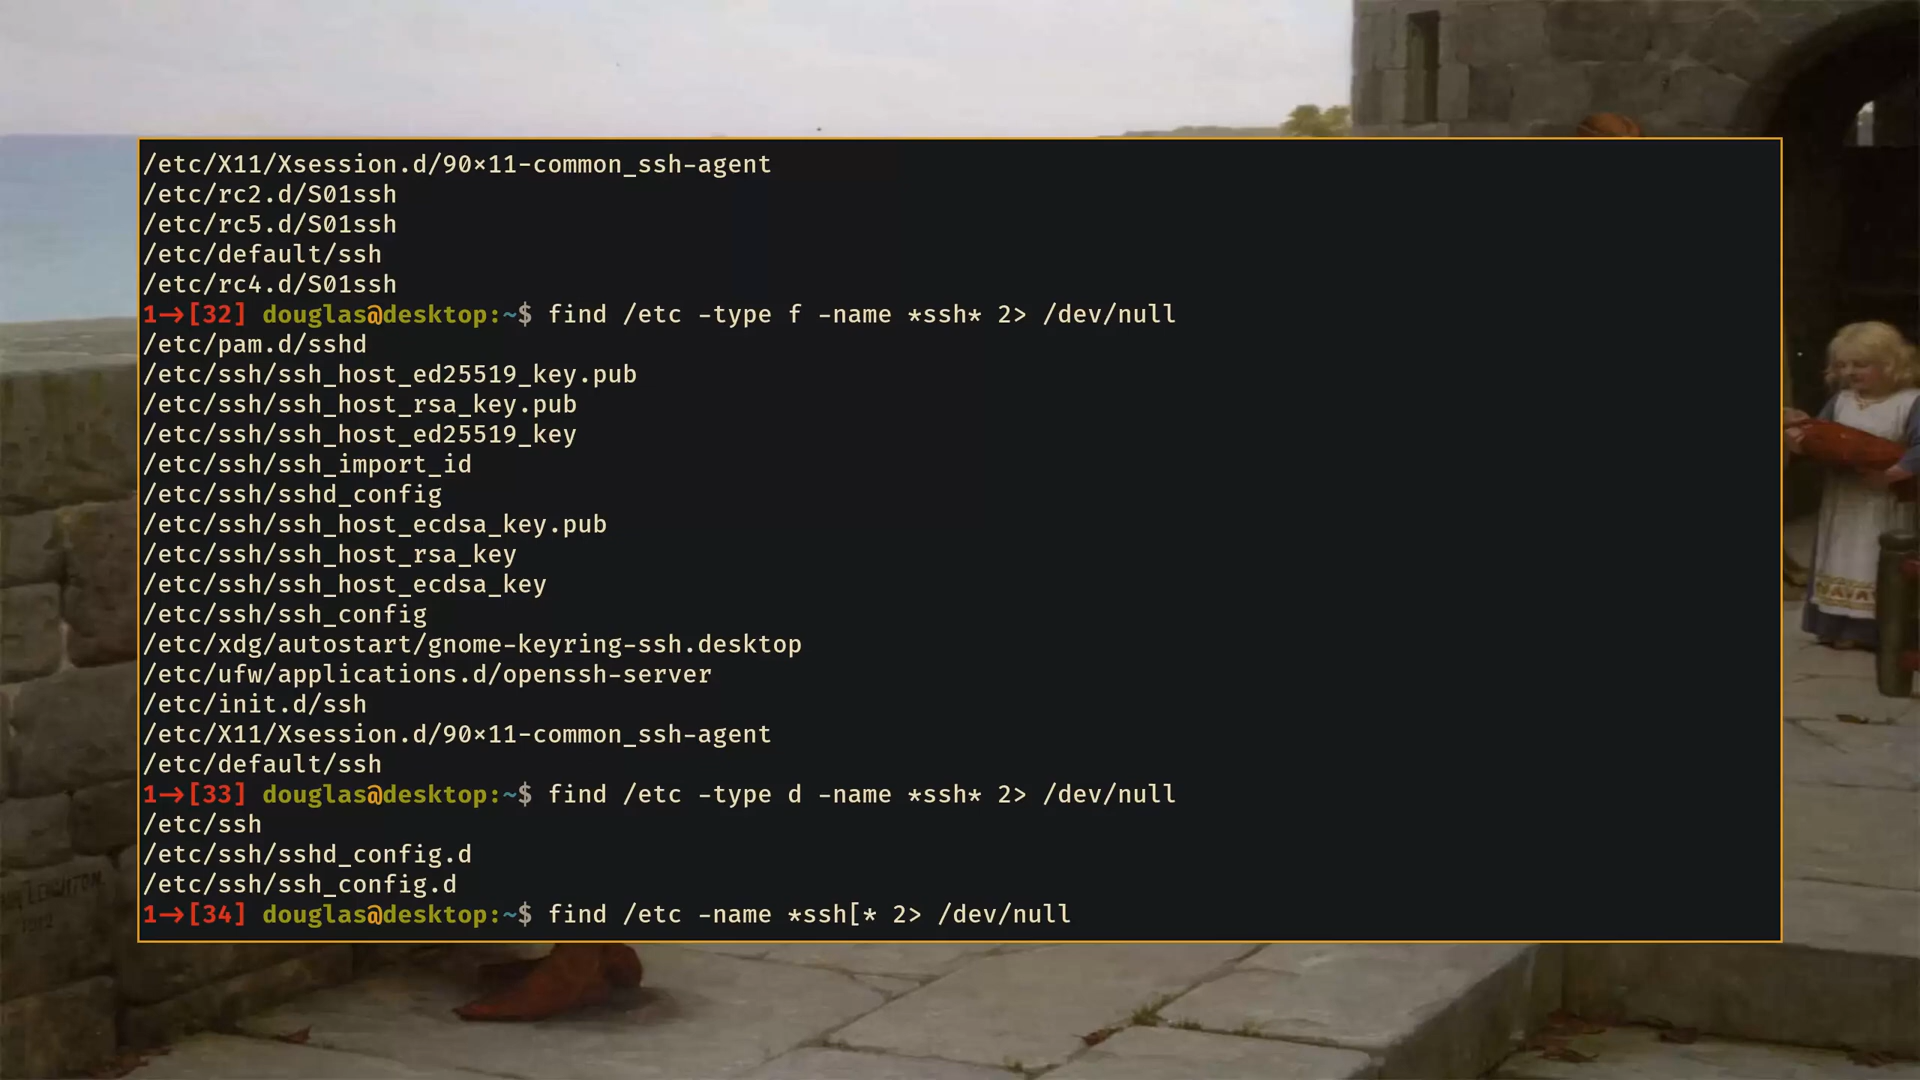 /etc/X11/Xsession.d/90×11-common_ssh-agent
/etc/rc2.d/S01ssh
/etc/rc5.d/S01ssh
/etc/default/ssh
/etc/rc4.d/S01ssh
1→[32] douglas@desktop:~$ find /etc -type f -name *ssh* 2> /dev/null
/etc/pam.d/sshd
/etc/ssh/ssh_host_ed25519_key.pub
/etc/ssh/ssh_host_rsa_key.pub
/etc/ssh/ssh_host_ed25519_key
/etc/ssh/ssh_import_id
/etc/ssh/sshd_config
/etc/ssh/ssh_host_ecdsa_key.pub
/etc/ssh/ssh_host_rsa_key
/etc/ssh/ssh_host_ecdsa_key
/etc/ssh/ssh_config
/etc/xdg/autostart/gnome-keyring-ssh.desktop
/etc/ufw/applications.d/openssh-server
/etc/init.d/ssh
/etc/X11/Xsession.d/90×11-common_ssh-agent
/etc/default/ssh
1→[33] douglas@desktop:~$ find /etc -type d -name *ssh* 2> /dev/null
/etc/ssh
/etc/ssh/sshd_config.d
/etc/ssh/ssh_config.d
1→[34] douglas@desktop:~$ find /etc -name *ssh[* 2> /dev/null
LEIGHTON